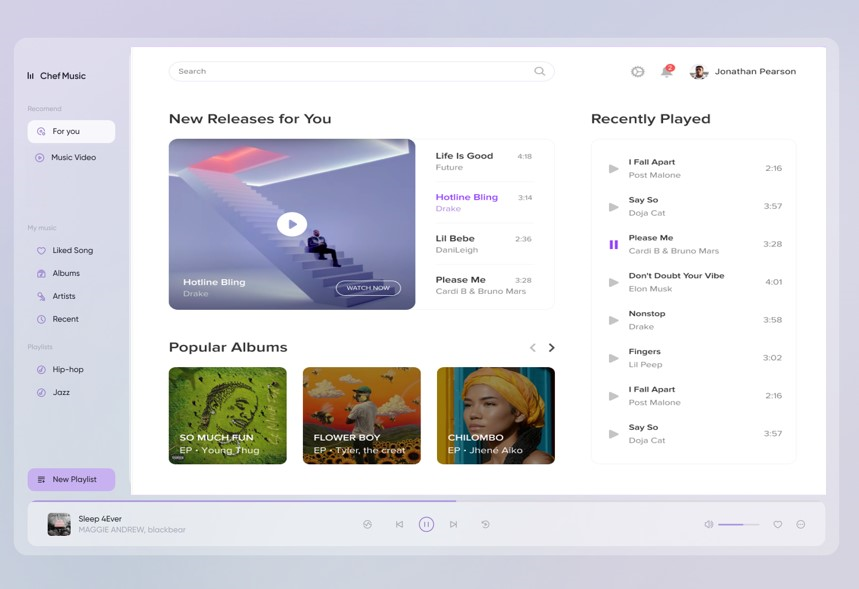 ChefMusic
Recomend
For you
Music Video
My music
Liked Song
Albums
Artists
Recent
Playlists
Hip-hop
Jazz
New Playlist
Search
2
Jonathan Pearson
New Releases for You
Hotline Bling
Drake
WATCH NOW
Life Is Good 4:18
Future
Hotline Bling 3:14
Drake
Lil Bebe 2:36
DaniLeigh
Please Me 3:28
Cardi B & Bruno Mars
Popular Albums
SO MUCH FUN
EP • Young Thug
FLOWER BOY
EP • Tyler, the creat
CHILOMBO
EP • Jhené Aiko
Recently Played
I Fall Apart
Post Malone
2:16
Say So
Doja Cat
3:57
Please Me
Cardi B & Bruno Mars
3:28
Don't Doubt Your Vibe
Elon Musk
4:01
Nonstop
Drake
3:58
Fingers
Lil Peep
3:02
I Fall Apart
Post Malone
2:16
Say So
Doja Cat
3:57
Sleep 4Ever
MAGGIE ANDREW, blackbear